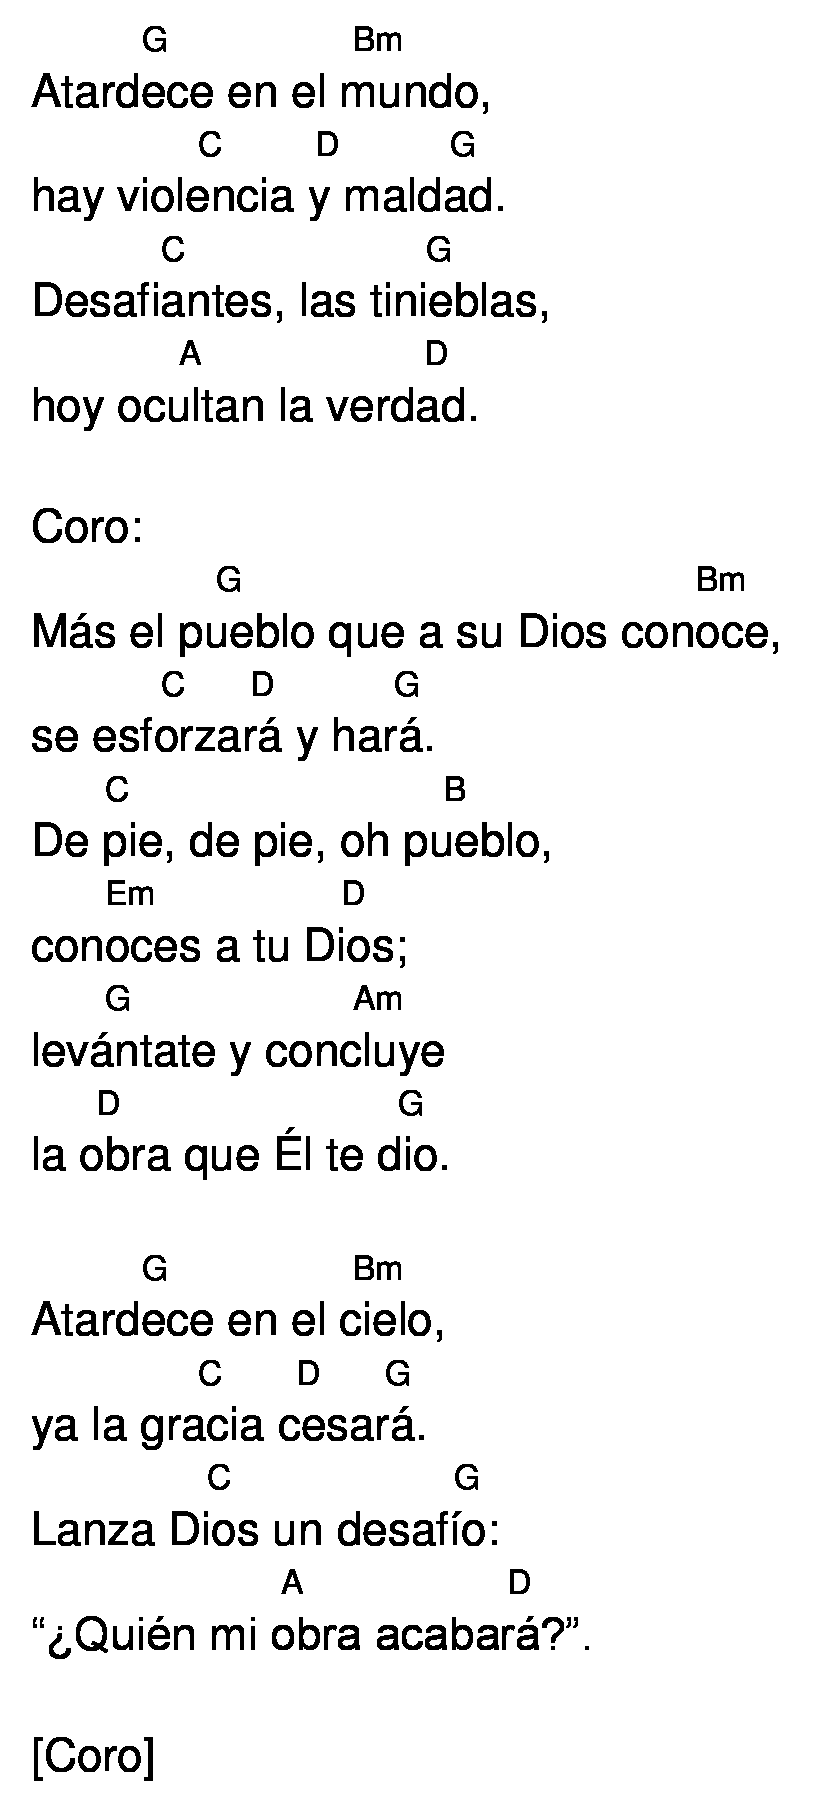 G Bm
Atardece en el mundo,
C D G
hay violencia y maldad.
C G
Desafiantes, las tinieblas,
A D
hoy ocultan la verdad.
Coro:
G Bm
Más el pueblo que a su Dios conoce,
C D G
se esforzará y hará.
C B
De pie, de pie, oh pueblo,
Em D
conoces a tu Dios;
G Am
levántate y concluye
D G
la obra que Él te dio.
G Bm
Atardece en el cielo,
C D G
ya la gracia cesará.
C G
Lanza Dios un desafío:
A D
“¿Quién mi obra acabará?”.
[Coro]